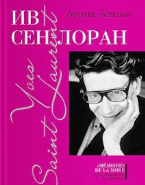 Лоранс Бенаим
ИВ
СЕН-ЛОРАН
Yves
Saint Laurent
MÉMOIRES
DE LA MODE